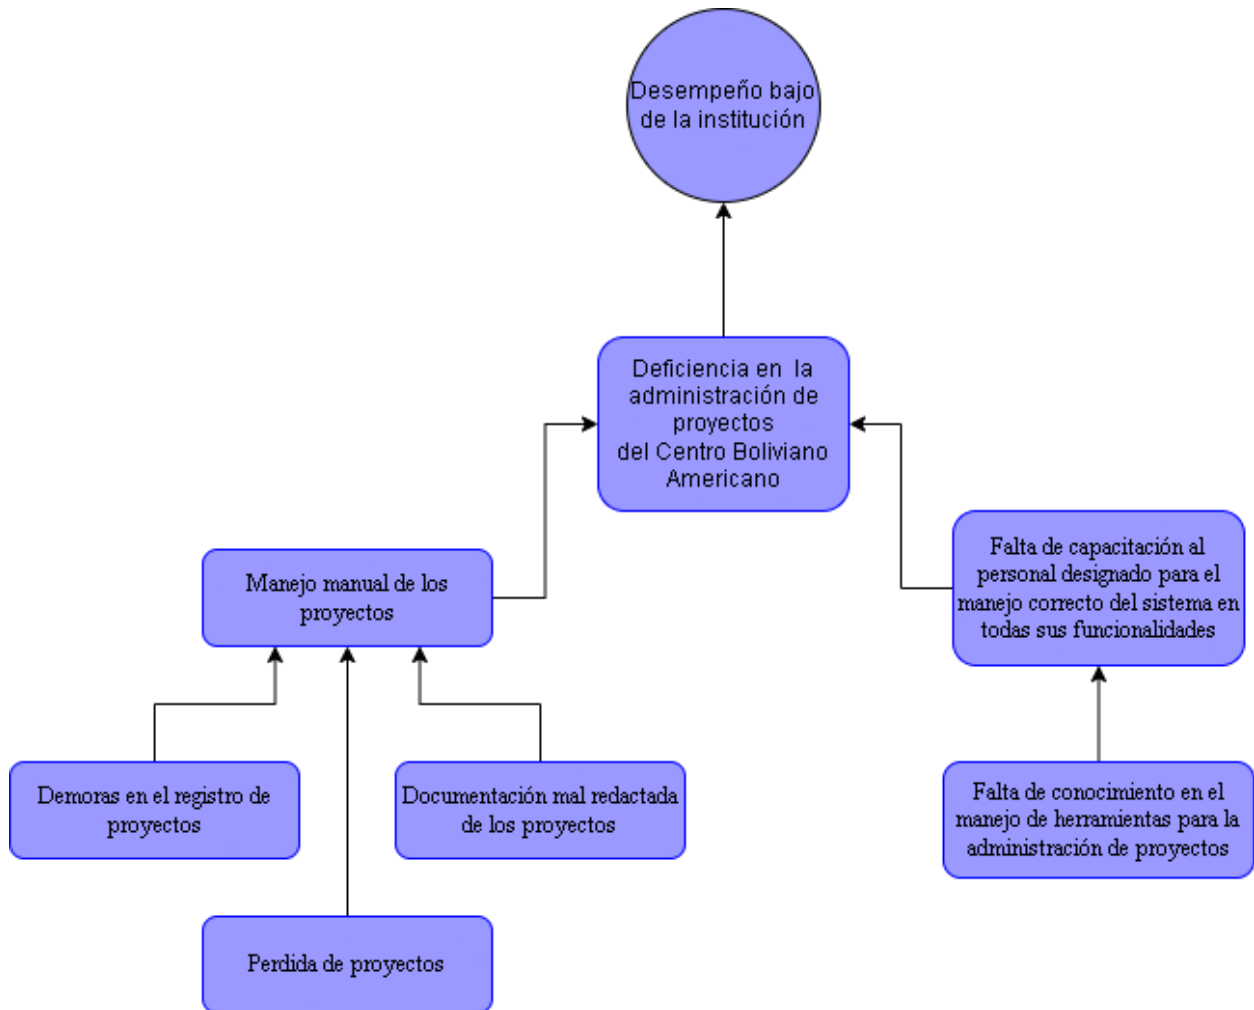 Desempeño bajo
de la institución
Deficiencia en  la
administración de
proyectos
del Centro Boliviano
Americano
Manejo manual de los
proyectos
Falta de capacitación al
personal designado para el
manejo correcto del sistema en
todas sus funcionalidades
Demoras en el registro de
proyectos
Documentación mal redactada
de los proyectos
Falta de conocimiento en el
manejo de herramientas para la
administración de proyectos
Perdida de proyectos